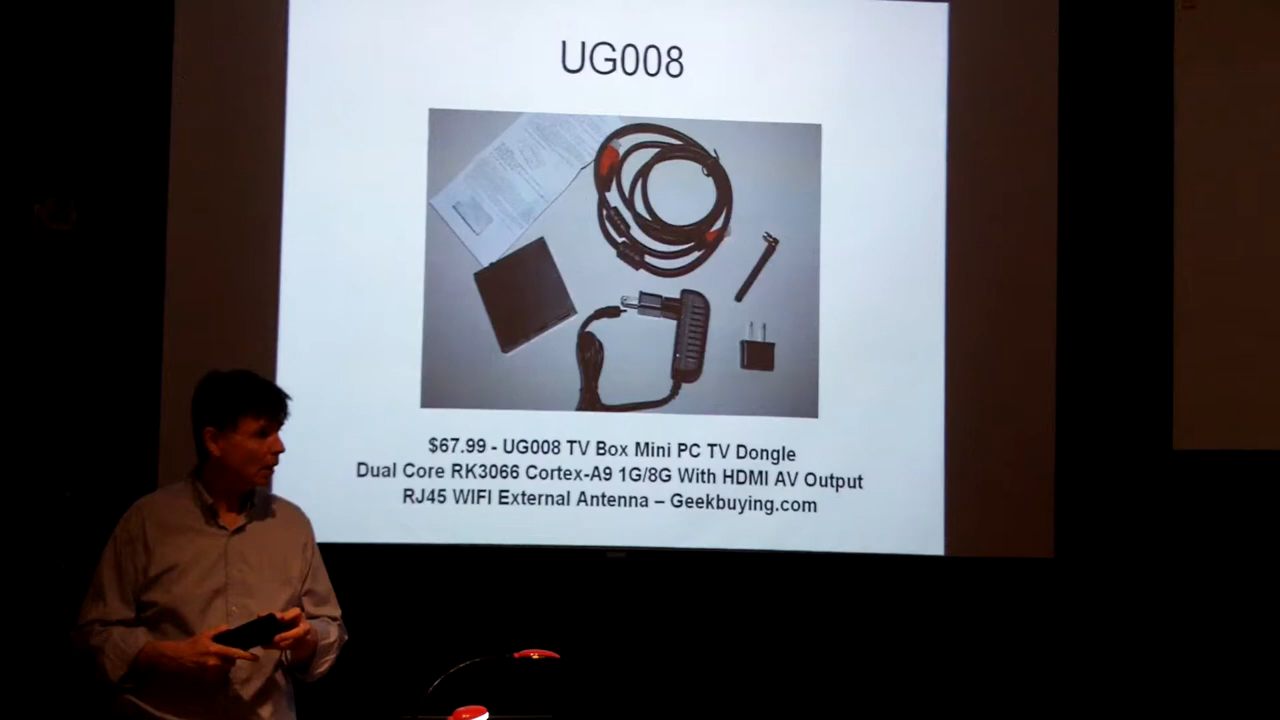 UG008
$67.99 - UG008 TV Box Mini PC TV Dongle
Dual Core RK3066 Cortex-A9 1G/8G With HDMI AV Output
RJ45 WIFI External Antenna – Geekbuying.com